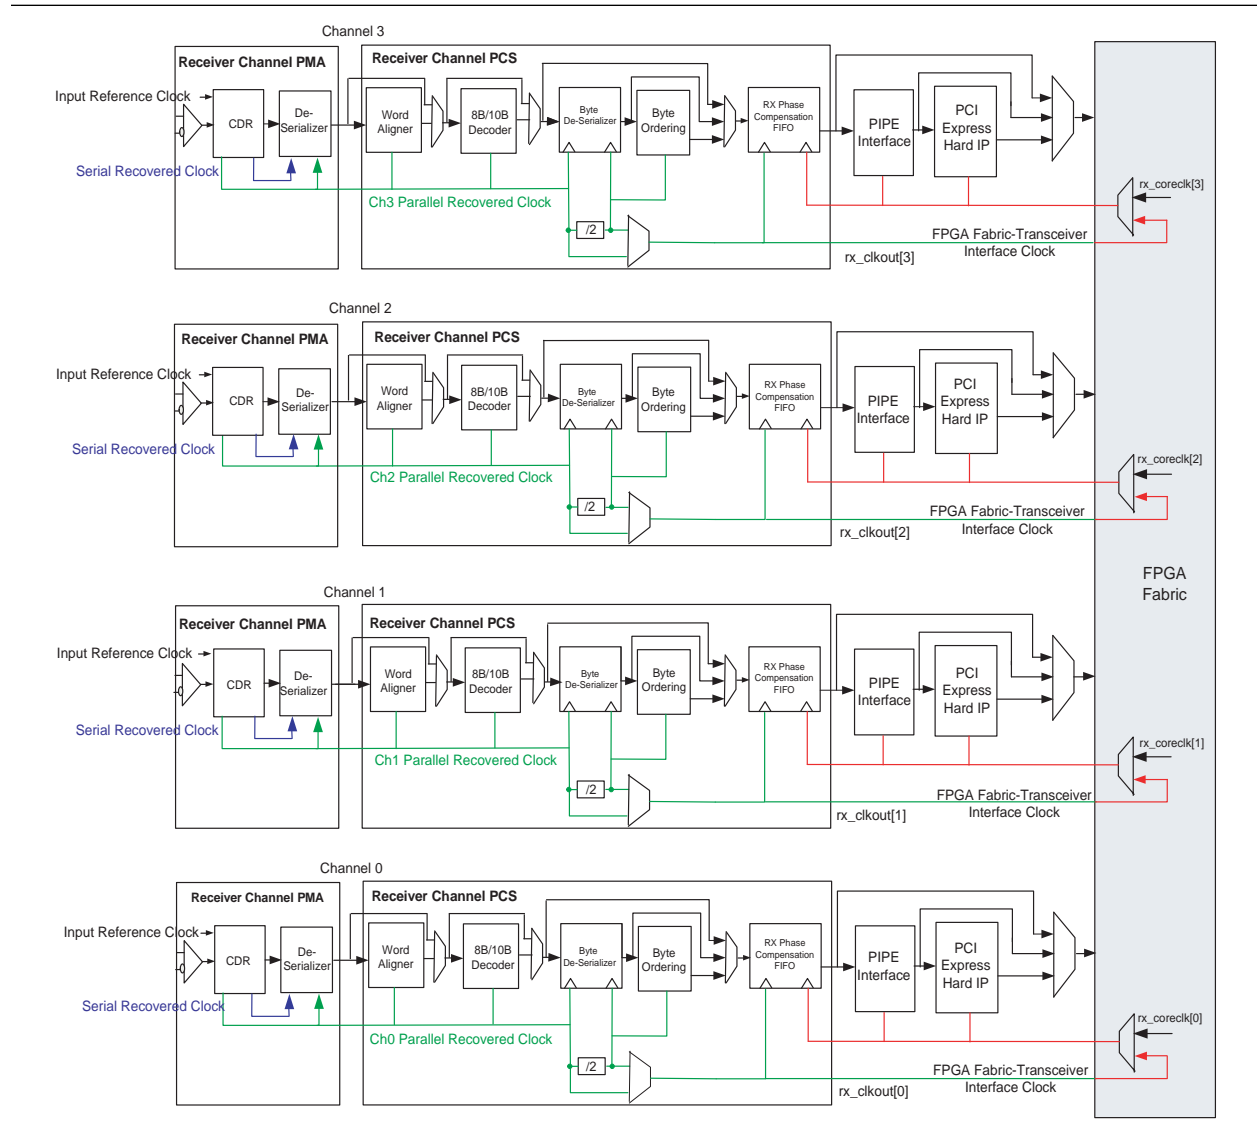 Channel 3
Receiver Channel PMA
Receiver Channel PCS
Input Reference Clock
CDR
De-
Serializer
Word
Aligner
8B/10B
Decoder
Byte
De-Serializer
Byte
Ordering
RX Phase
Compensation
FIFO
PIPE
Interface
PCI
Express
Hard IP
Serial Recovered Clock
Ch3 Parallel Recovered Clock
/2
rx_coreclk[3]
FPGA Fabric-Transceiver
Interface Clock
rx_clkout[3]
Channel 2
Receiver Channel PMA
Receiver Channel PCS
Input Reference Clock
CDR
De-
Serializer
Word
Aligner
8B/10B
Decoder
Byte
De-Serializer
Byte
Ordering
RX Phase
Compensation
FIFO
PIPE
Interface
PCI
Express
Hard IP
Serial Recovered Clock
Ch2 Parallel Recovered Clock
/2
rx_coreclk[2]
FPGA Fabric-Transceiver
Interface Clock
rx_clkout[2]
FPGA
Fabric
Channel 1
Receiver Channel PMA
Receiver Channel PCS
Input Reference Clock
CDR
De-
Serializer
Word
Aligner
8B/10B
Decoder
Byte
De-Serializer
Byte
Ordering
RX Phase
Compensation
FIFO
PIPE
Interface
PCI
Express
Hard IP
Serial Recovered Clock
Ch1 Parallel Recovered Clock
/2
rx_coreclk[1]
FPGA Fabric-Transceiver
Interface Clock
rx_clkout[1]
Channel 0
Receiver Channel PMA
Receiver Channel PCS
Input Reference Clock
CDR
De-
Serializer
Word
Aligner
8B/10B
Decoder
Byte
De-Serializer
Byte
Ordering
RX Phase
Compensation
FIFO
PIPE
Interface
PCI
Express
Hard IP
Serial Recovered Clock
Ch0 Parallel Recovered Clock
/2
rx_coreclk[0]
FPGA Fabric-Transceiver
Interface Clock
rx_clkout[0]